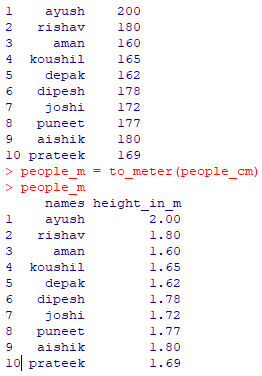 1 ayush 200
2 rishav 180
3 aman 160
4 koushil 165
5 depak 162
6 dipesh 178
7 joshi 172
8 puneet 177
9 aishik 180
10 prateek 169
> people_m = to_meter(people_cm)
> people_m
names height_in_m
1 ayush 2.00
2 rishav 1.80
3 aman 1.60
4 koushil 1.65
5 depak 1.62
6 dipesh 1.78
7 joshi 1.72
8 puneet 1.77
9 aishik 1.80
10 prateek 1.69